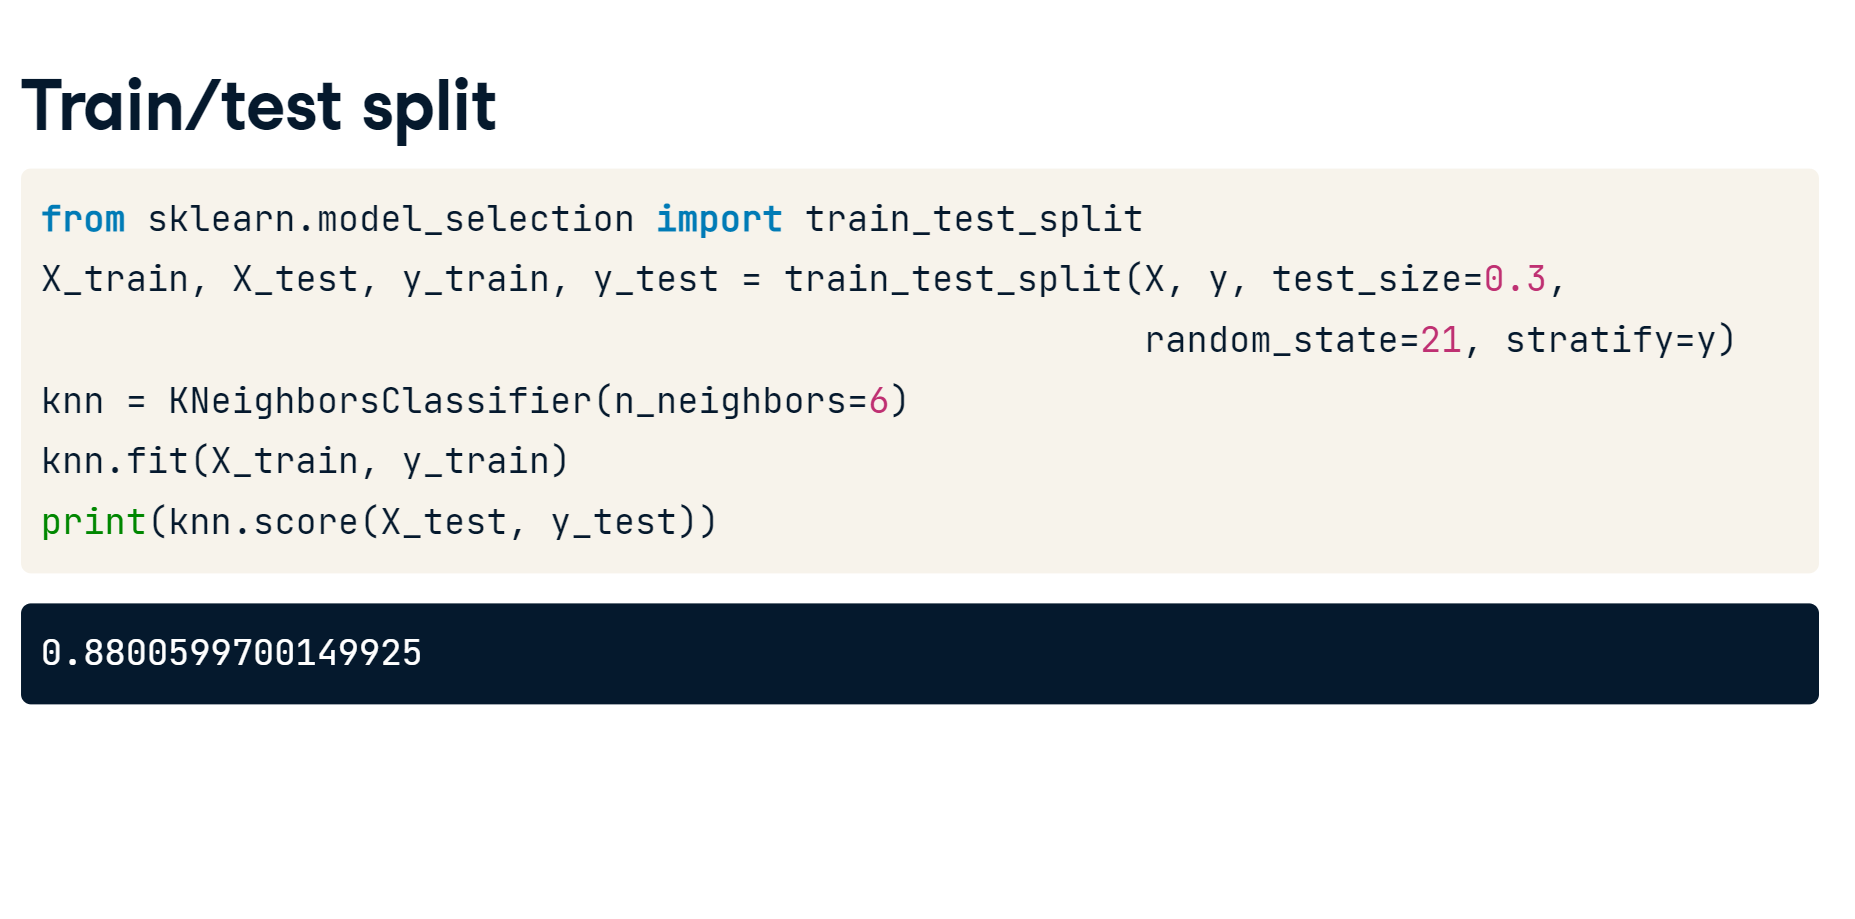 Train/test split
from sklearn.model_selection import train_test_split
X_train, X_test, y_train, y_test = train_test_split(X, y, test_size=0.3,
random_state=21, stratify=y)
knn = KNeighborsClassifier(n_neighbors=6)
knn.fit(X_train, y_train)
print(knn.score(X_test, y_test))
0.8800599700149925